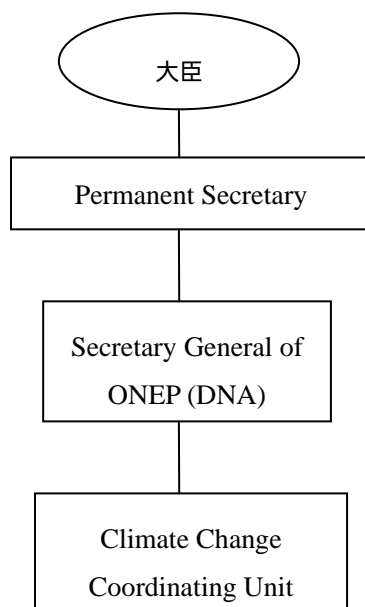 大臣
Permanent Secretary
Secretary General of
ONEP (DNA)
Climate Change
Coordinating Unit